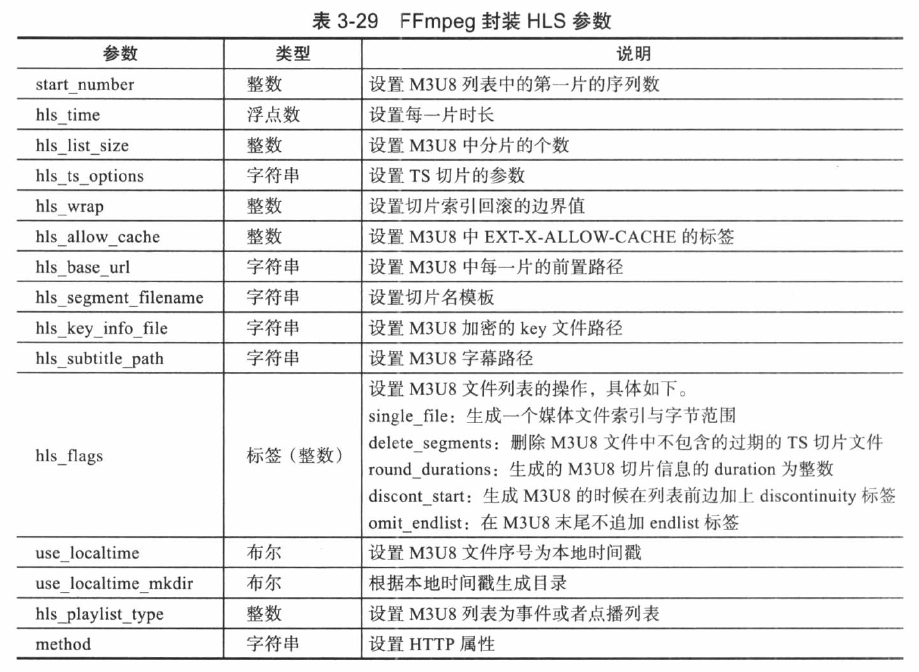 表 3-29 FFmpeg 封装 HLS 参数
参数 类型 说明
start_number 整数 设置 M3U8 列表中的第一片的序列数
hls_time 浮点数 设置每一片时长
hls_list_size 整数 设置 M3U8 中分片的个数
hls_ts_options 字符串 设置 TS 切片的参数
hls_wrap 整数 设置切片索引回滚的边界值
hls_allow_cache 整数 设置 M3U8 中 EXT-X-ALLOW-CACHE 的标签
hls_base_url 字符串 设置 M3U8 中每一片的前置路径
hls_segment_filename 字符串 设置切片名模板
hls_key_info_file 字符串 设置 M3U8 加密的 key 文件路径
hls_subtitle_path 字符串 设置 M3U8 字幕路径
hls_flags 标签（整数） 设置 M3U8 文件列表的操作，具体如下。
single_file：生成一个媒体文件索引与字节范围
delete_segments：删除 M3U8 文件中不包含的过期的 TS 切片文件
round_durations：生成的 M3U8 切片信息的 duration 为整数
discont_start：生成 M3U8 的时候在列表前边加上 discontinuity 标签
omit_endlist：在 M3U8 末尾不追加 endlist 标签
use_localtime 布尔 设置 M3U8 文件序号为本地时间戳
use_localtime_mkdir 布尔 根据本地时间戳生成目录
hls_playlist_type 整数 设置 M3U8 列表为事件或者点播列表
method 字符串 设置 HTTP 属性